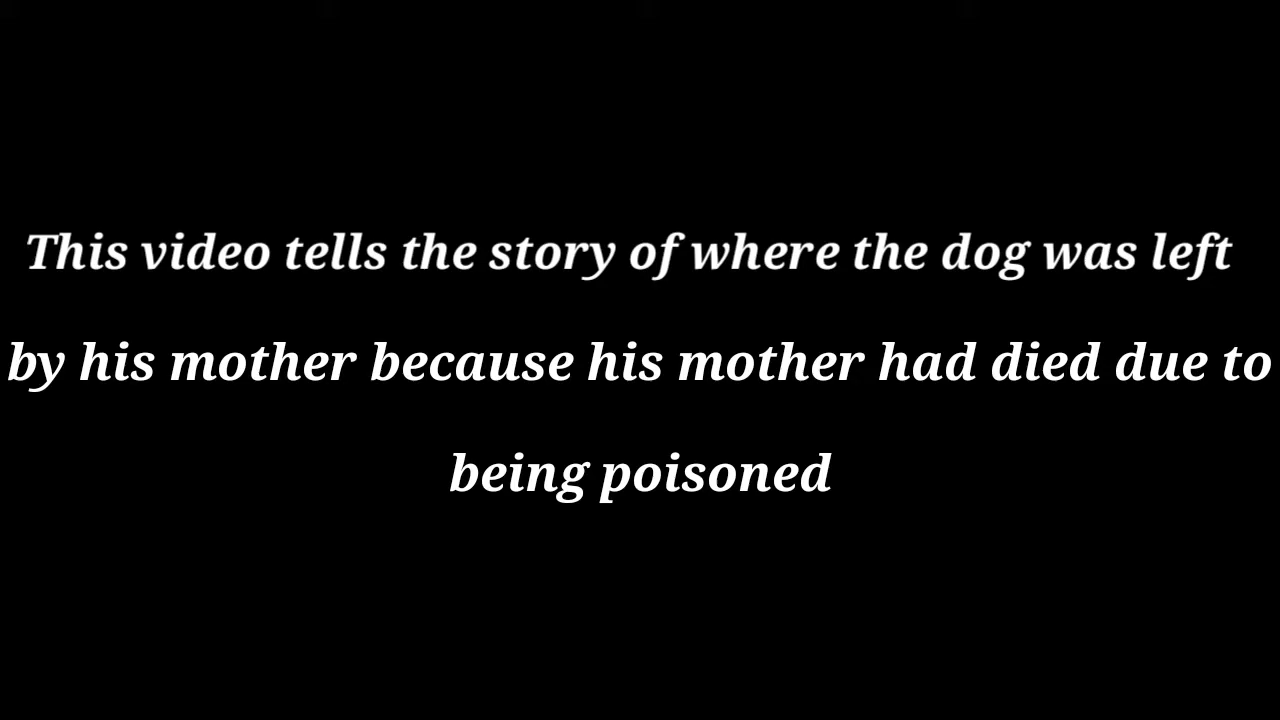 This video tells the story of where the dog was left
by his mother because his mother had died due to
being poisoned